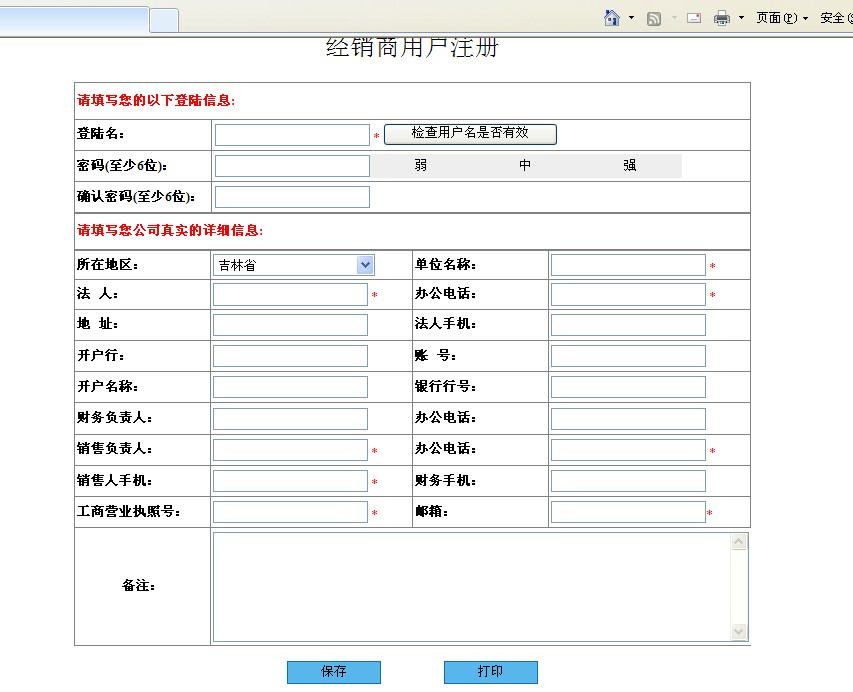 页面(P) 安全(S
经销商用户注册
请填写您的以下登陆信息:
登陆名: * 检查用户名是否有效
密码(至少6位): 弱 中 强
确认密码(至少6位):
请填写您公司真实的详细信息:
所在地区: 吉林省 单位名称: *
法 人: * 办公电话: *
地 址: 法人手机:
开户行: 账 号:
开户名称: 银行行号:
财务负责人: 办公电话:
销售负责人: * 办公电话: *
销售人手机: * 财务手机:
工商营业执照号: * 邮箱: *
备注:
保存 打印